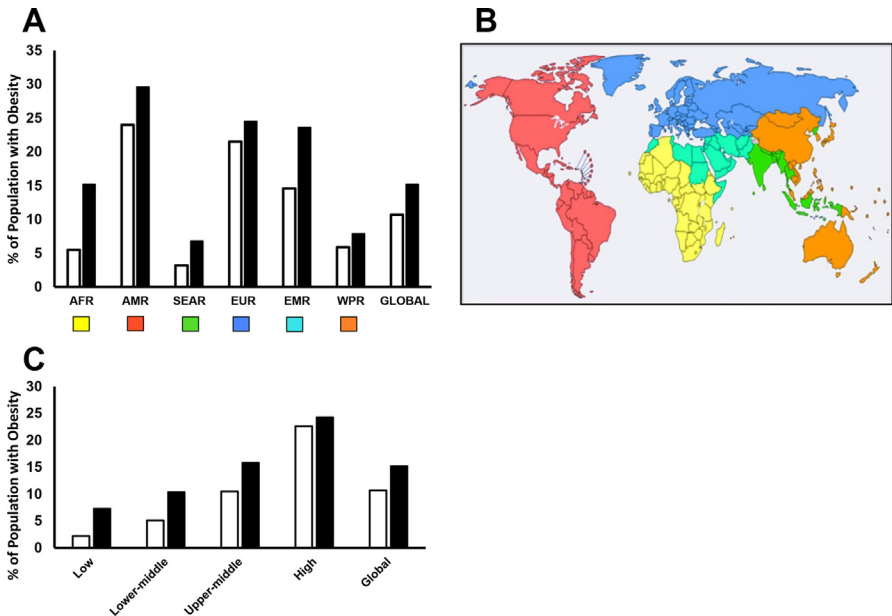 A
% of Population with Obesity
35
30
25
20
15
10
5
0
AFR AMR SEAR EUR EMR WPR GLOBAL
B
C
% of Population with Obesity
30
25
20
15
10
5
0
Low Lower-middle Upper-middle High Global